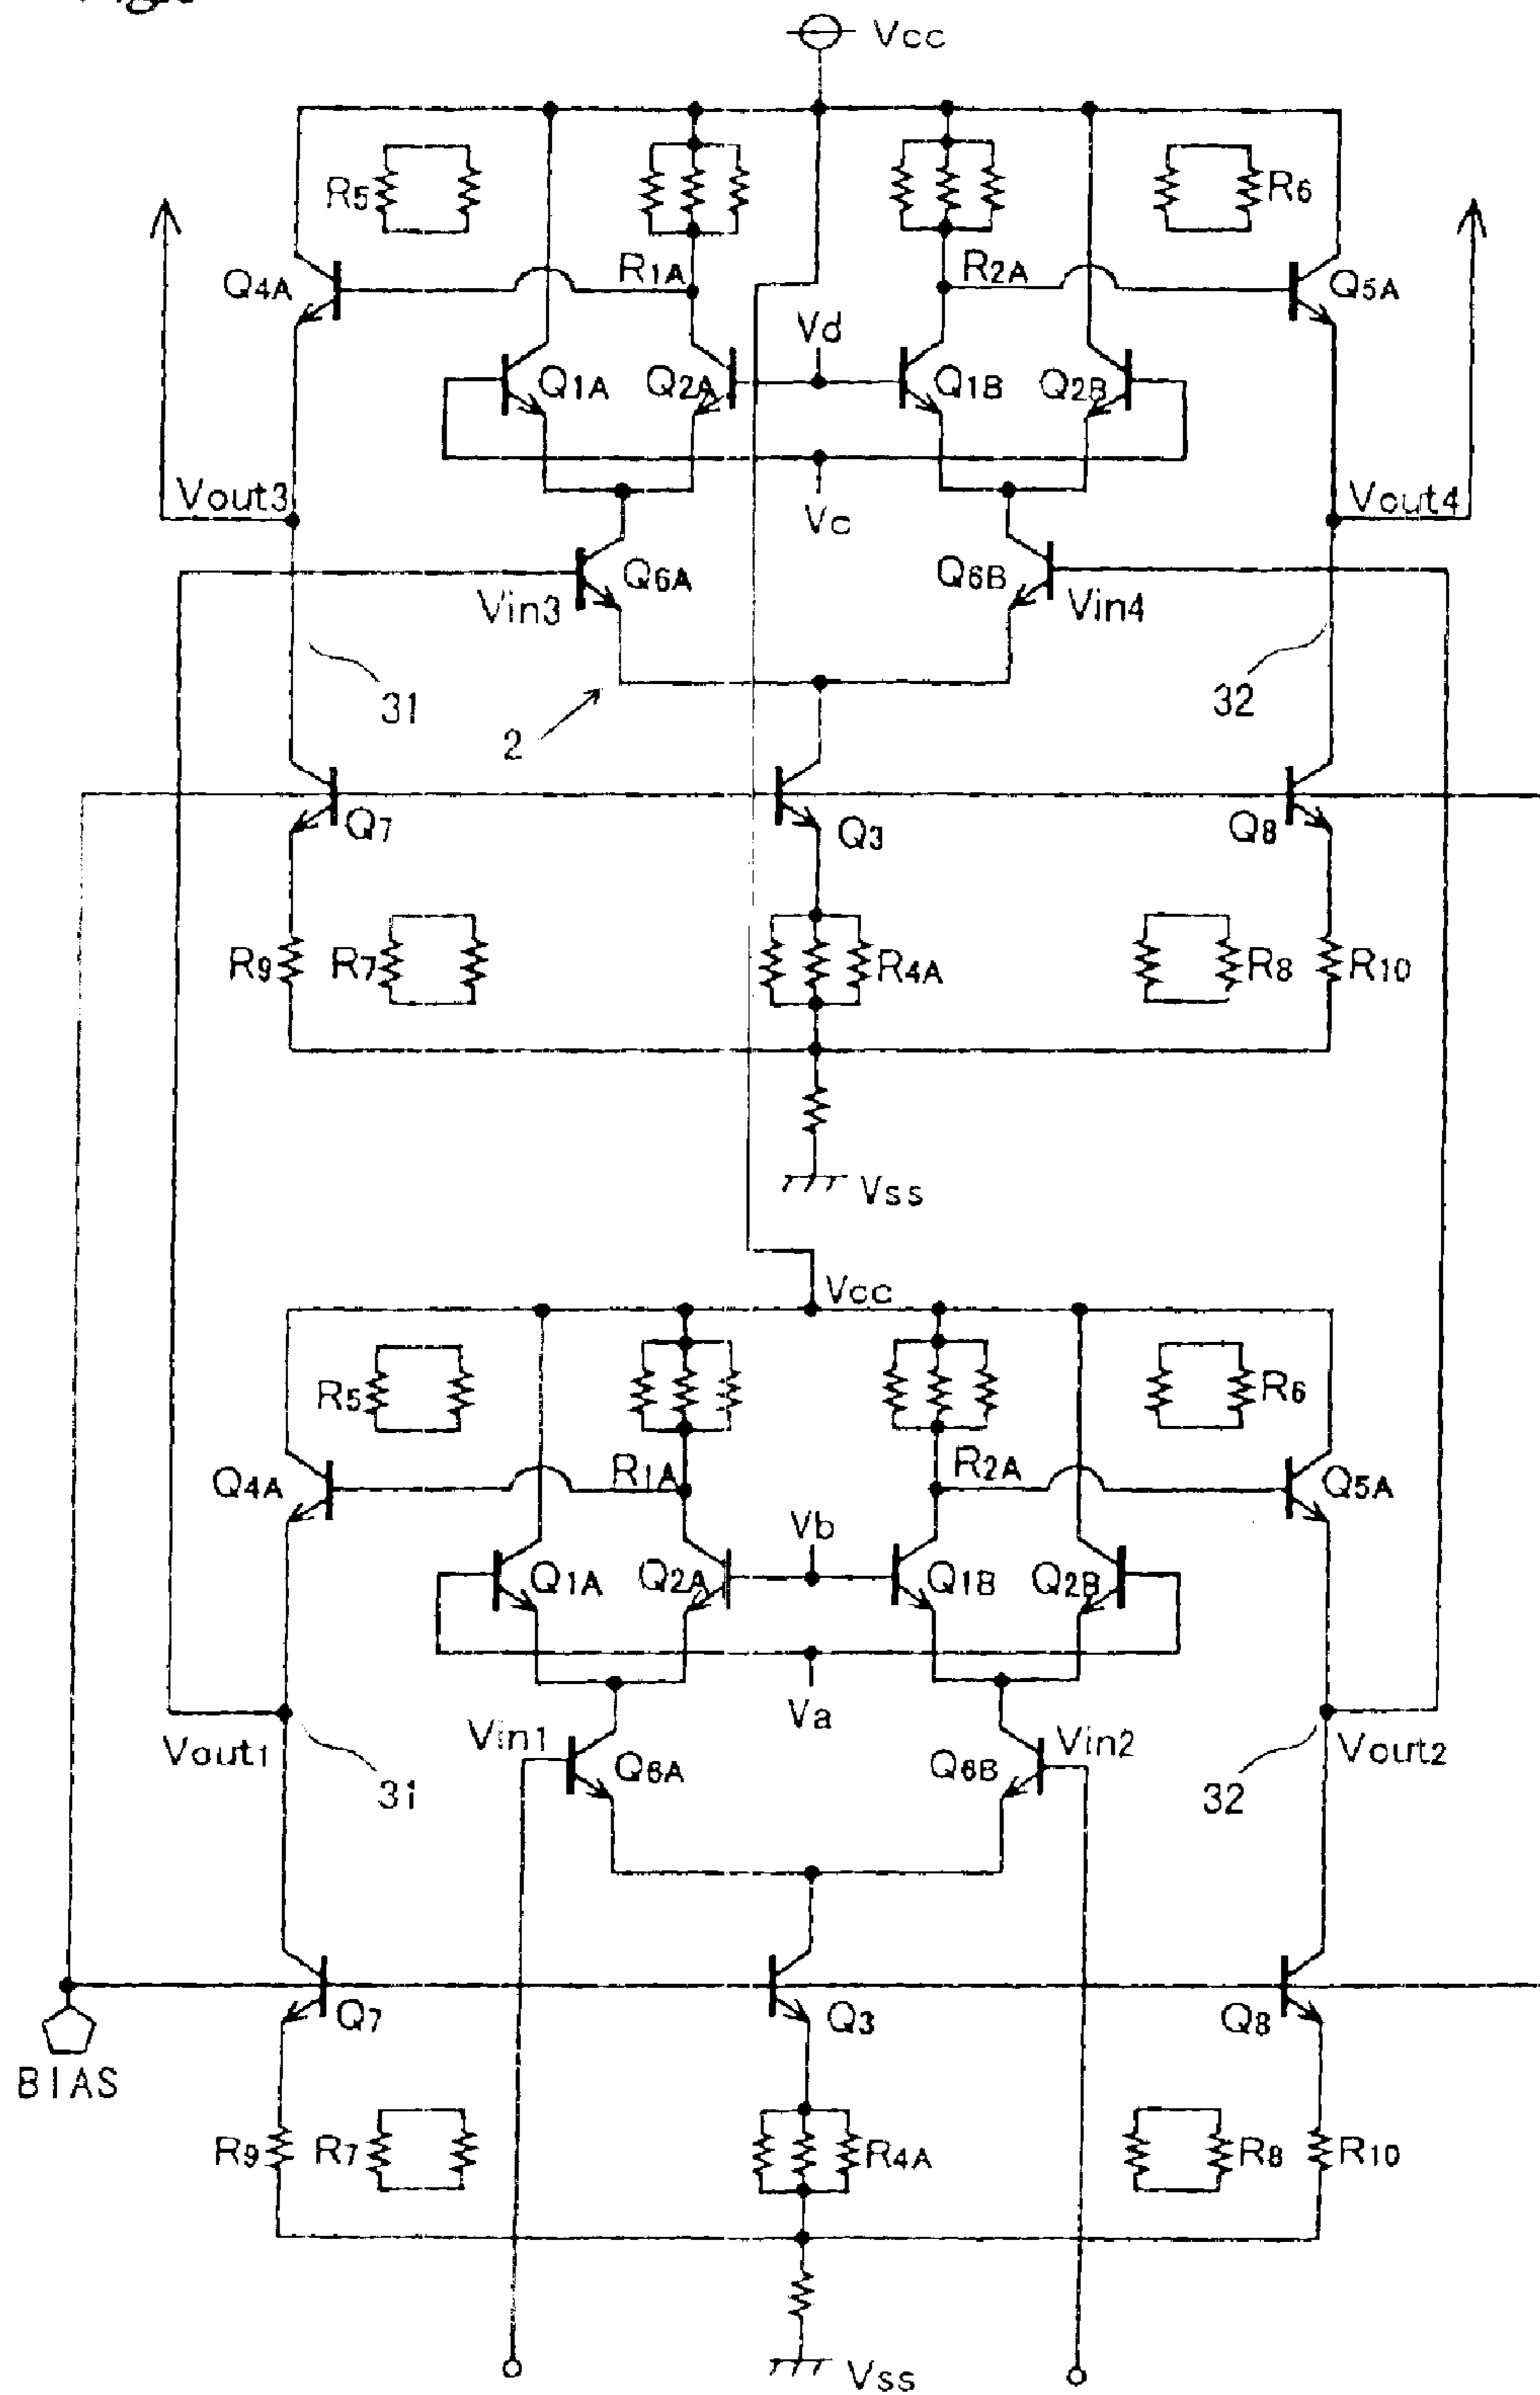 Vcc
R5
R6
Q4A
R1A
R2A
Q5A
Vd
Q1A
Q2A
Q1B
Q2B
Vout3
Vc
Vout4
Q6A
Q6B
Vin3
Vin4
31
2
32
Q7
Q3
Q8
R9
R7
R4A
R8
R10
Vss
Vcc
R5
R6
Q4A
R1A
R2A
Q5A
Vb
Q1A
Q2A
Q1B
Q2B
Va
Vin1
Vin2
Vout1
Q6A
Q6B
Vout2
31
32
Q7
Q3
Q8
BIAS
R9
R7
R4A
R8
R10
Vss